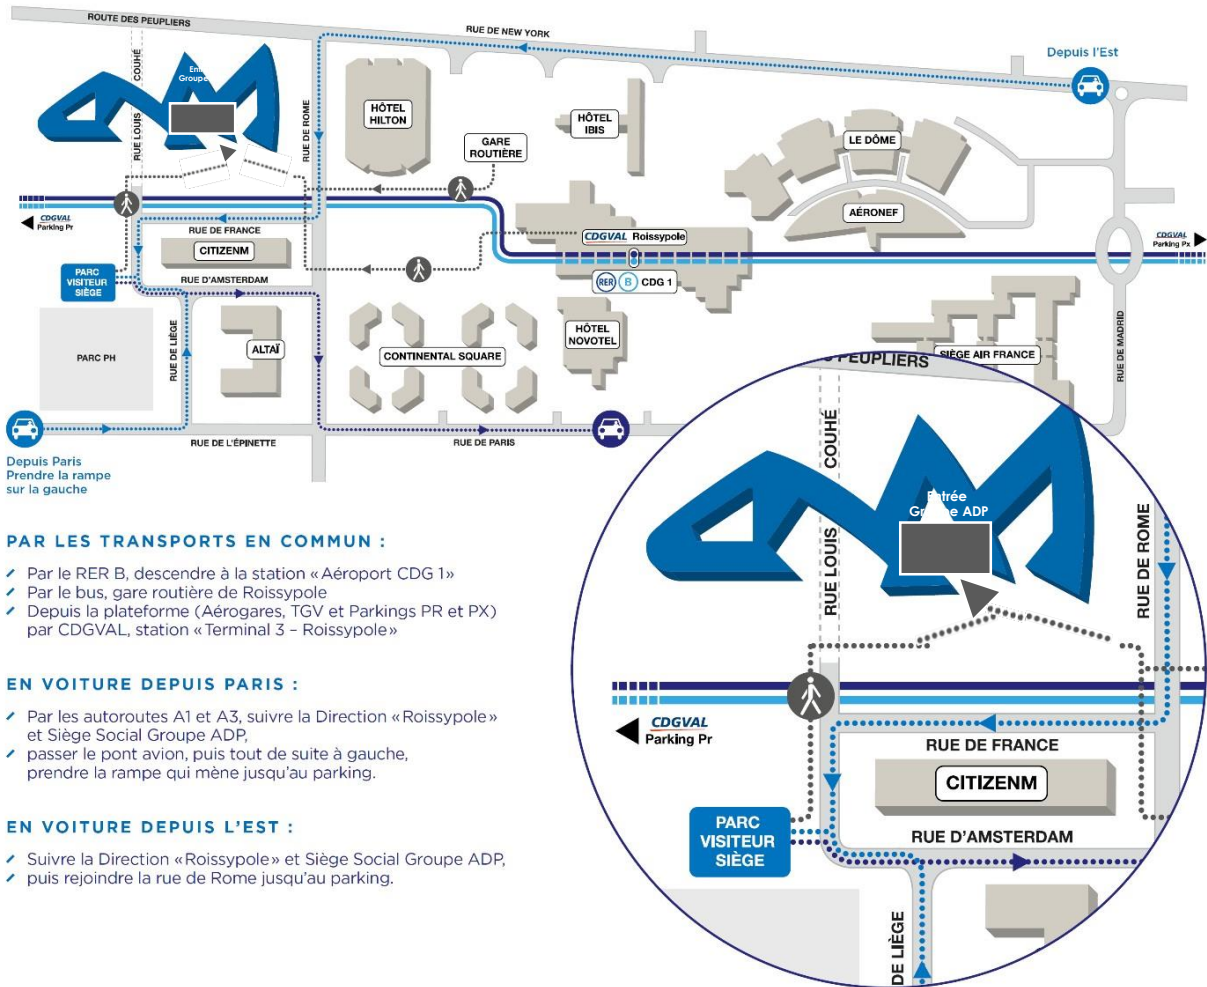 ROUTE DES PEUPLIERS
RUE DE NEW YORK
Depuis l'Est
COUHÉ
RUE LOUIS
RUE DE ROME
HÔTEL
HILTON
GARE
ROUTIÈRE
HÔTEL
IBIS
LE DÔME
AÉRONEF
CDGVAL
Parking Pr
RUE DE FRANCE
CITIZENM
CDGVAL Roissypole
RER B CDG 1
CDGVAL
Parking Px
PARC
VISITEUR
SIÈGE
RUE D'AMSTERDAM
PARC PH
RUE DE LIÈGE
ALTAÏ
CONTINENTAL SQUARE
HÔTEL
NOVOTEL
SIÈGE AIR FRANCE
RUE DE MADRID
RUE DE L'ÉPINETTE
RUE DE PARIS
Depuis Paris
Prendre la rampe
sur la gauche
PAR LES TRANSPORTS EN COMMUN :
Par le RER B, descendre à la station «Aéroport CDG 1»
Par le bus, gare routière de Roissypole
Depuis la plateforme (Aérogares, TGV et Parkings PR et PX)
par CDGVAL, station «Terminal 3 – Roissypole»
EN VOITURE DEPUIS PARIS :
Par les autoroutes A1 et A3, suivre la Direction «Roissypole»
et Siège Social Groupe ADP,
passer le pont avion, puis tout de suite à gauche,
prendre la rampe qui mène jusqu'au parking.
EN VOITURE DEPUIS L'EST :
Suivre la Direction «Roissypole» et Siège Social Groupe ADP,
puis rejoindre la rue de Rome jusqu'au parking.
PEUPLIERS
COUHÉ
RUE LOUIS
Entrée
Groupe ADP
RUE DE ROME
CDGVAL
Parking Pr
RUE DE FRANCE
CITIZENM
PARC
VISITEUR
SIÈGE
RUE D'AMSTERDAM
DE LIÈGE